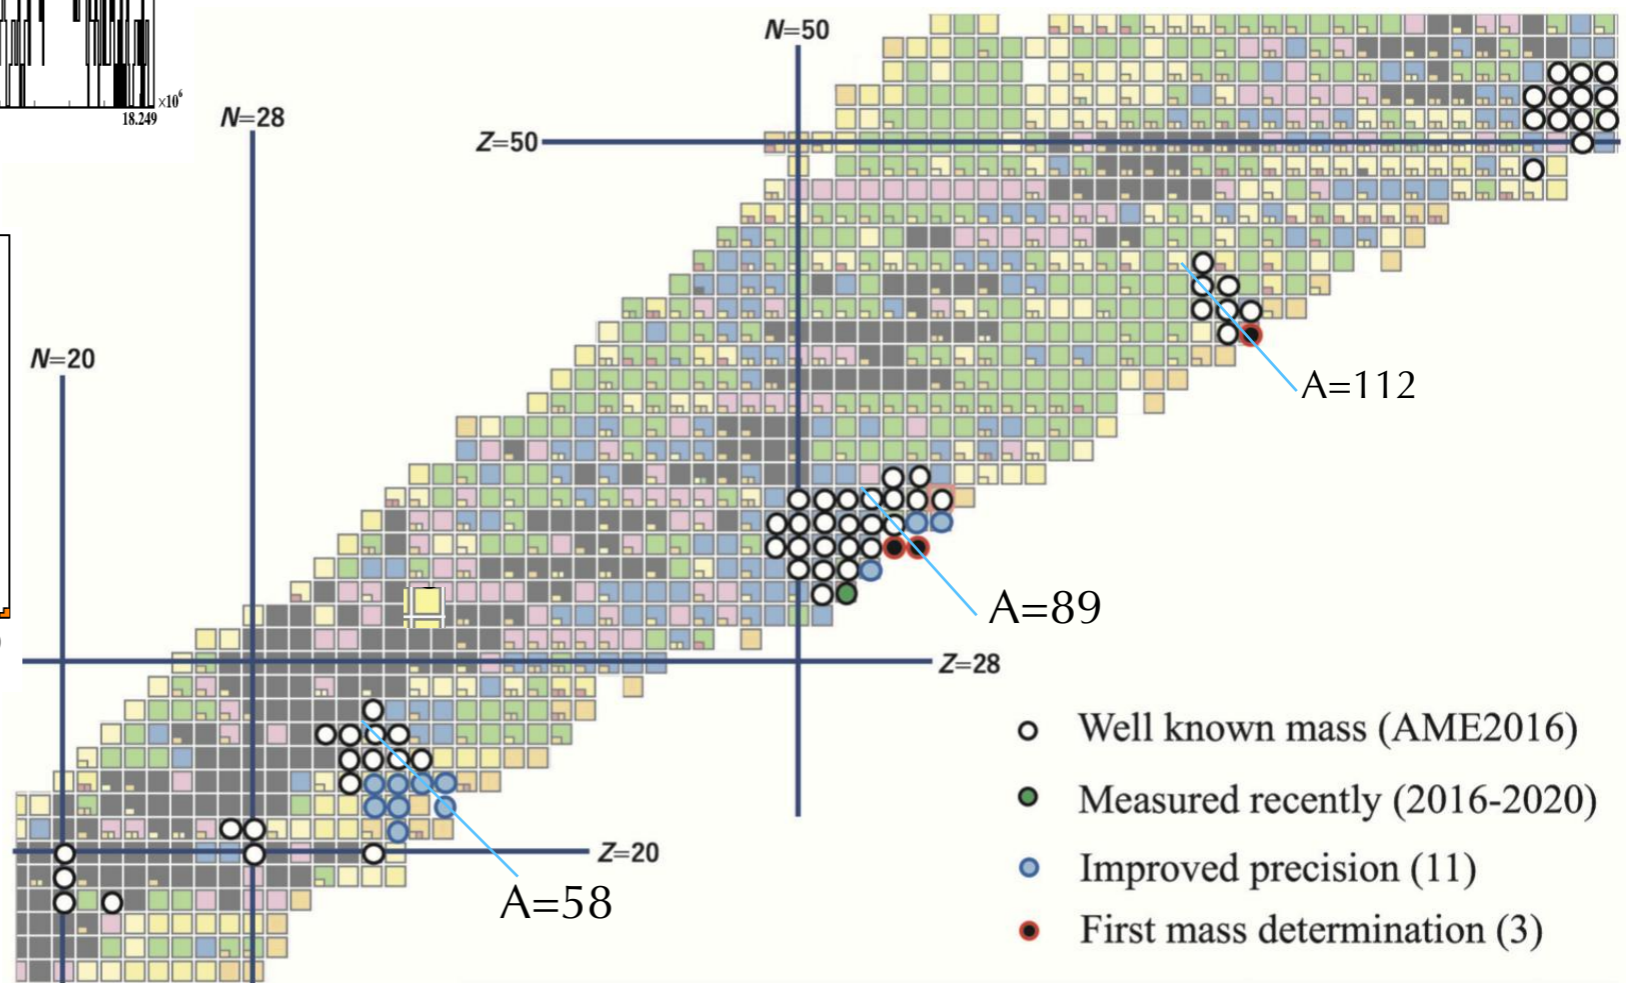 ×10⁶
18.249
N=50
N=28
Z=50
N=20
A=112
A=89
Z=28
Well known mass (AME2016)
Measured recently (2016-2020)
Z=20
Improved precision (11)
A=58
First mass determination (3)